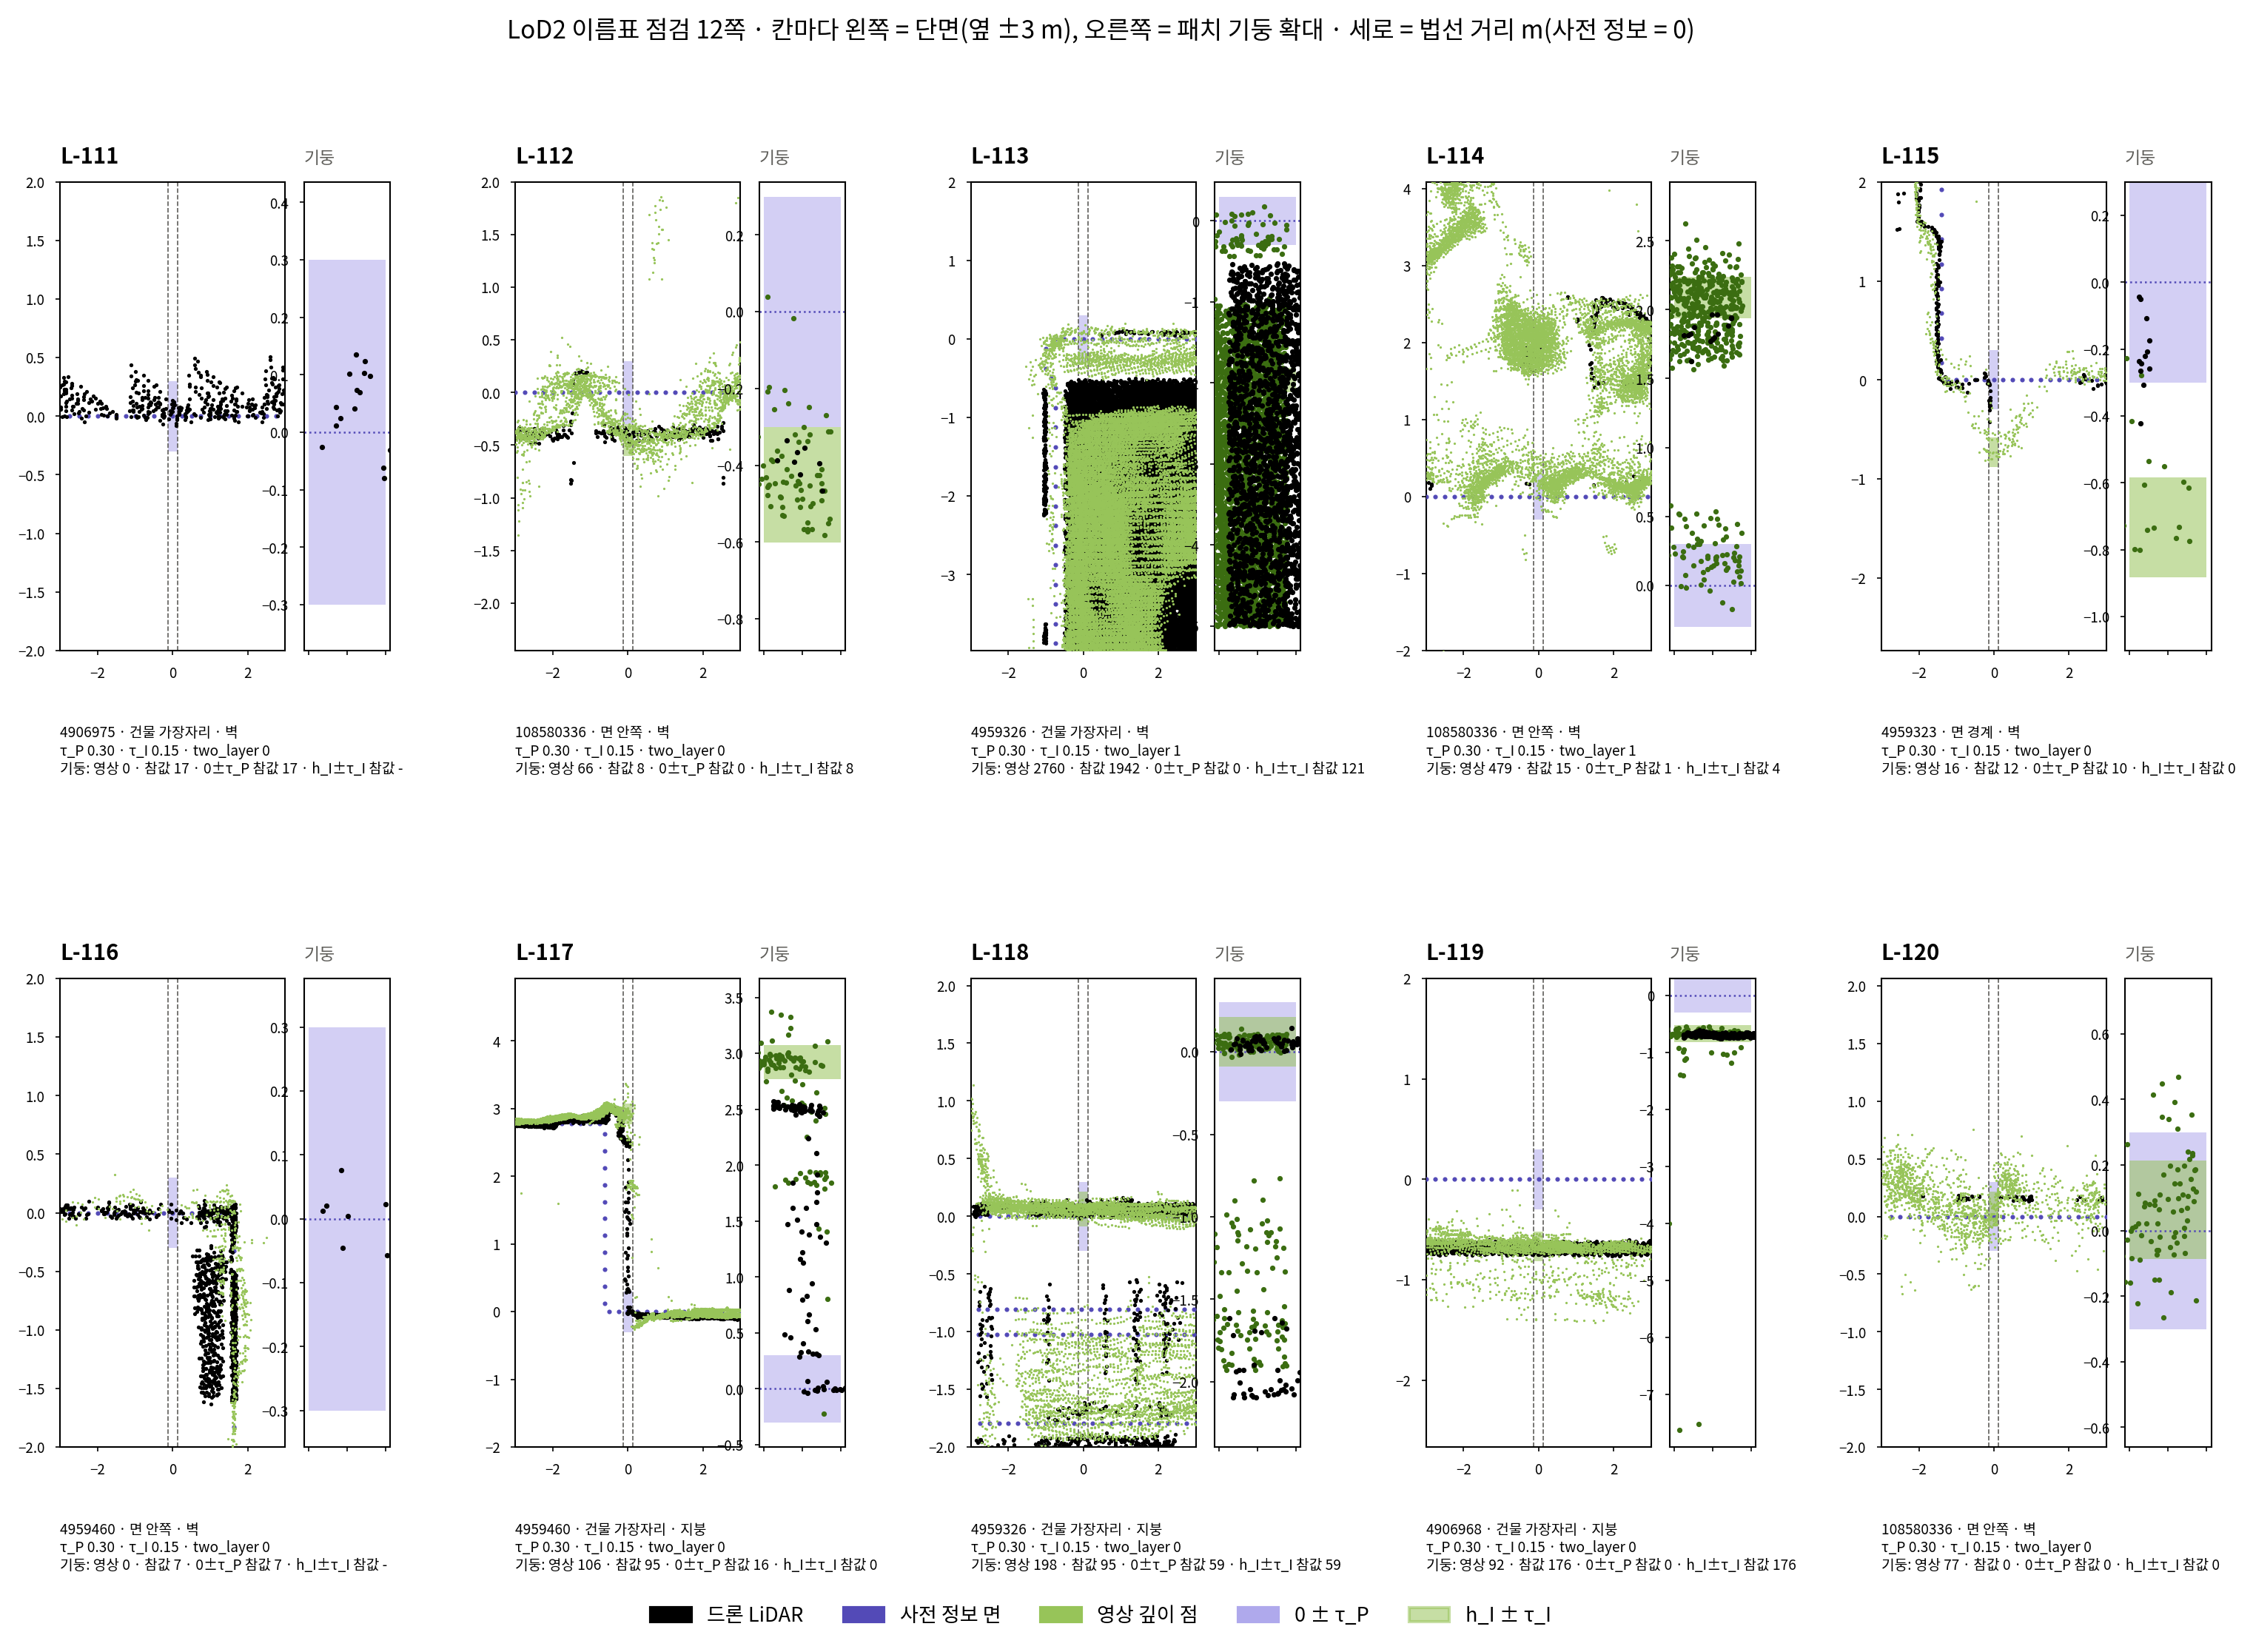 LoD2 이름표 점검 12쪽 · 칸마다 왼쪽 = 단면(옆 ±3 m), 오른쪽 = 패치 기둥 확대 · 세로 = 법선 거리 m(사전 정보 = 0)
L-111 기둥
L-112 기둥
L-113 기둥
L-114 기둥
L-115 기둥
4906975 · 건물 가장자리 · 벽
τ_P 0.30 · τ_I 0.15 · two_layer 0
기둥: 영상 0 · 참값 17 · 0±τ_P 참값 17 · h_I±τ_I 참값 -
108580336 · 면 안쪽 · 벽
τ_P 0.30 · τ_I 0.15 · two_layer 0
기둥: 영상 66 · 참값 8 · 0±τ_P 참값 0 · h_I±τ_I 참값 8
4959326 · 건물 가장자리 · 벽
τ_P 0.30 · τ_I 0.15 · two_layer 1
기둥: 영상 2760 · 참값 1942 · 0±τ_P 참값 0 · h_I±τ_I 참값 121
108580336 · 면 안쪽 · 벽
τ_P 0.30 · τ_I 0.15 · two_layer 1
기둥: 영상 479 · 참값 15 · 0±τ_P 참값 1 · h_I±τ_I 참값 4
4959323 · 면 경계 · 벽
τ_P 0.30 · τ_I 0.15 · two_layer 0
기둥: 영상 16 · 참값 12 · 0±τ_P 참값 10 · h_I±τ_I 참값 0
L-116 기둥
L-117 기둥
L-118 기둥
L-119 기둥
L-120 기둥
4959460 · 면 안쪽 · 벽
τ_P 0.30 · τ_I 0.15 · two_layer 0
기둥: 영상 0 · 참값 7 · 0±τ_P 참값 7 · h_I±τ_I 참값 -
4959460 · 건물 가장자리 · 지붕
τ_P 0.30 · τ_I 0.15 · two_layer 0
기둥: 영상 106 · 참값 95 · 0±τ_P 참값 16 · h_I±τ_I 참값 0
4959326 · 건물 가장자리 · 지붕
τ_P 0.30 · τ_I 0.15 · two_layer 0
기둥: 영상 198 · 참값 95 · 0±τ_P 참값 59 · h_I±τ_I 참값 59
4906968 · 건물 가장자리 · 지붕
τ_P 0.30 · τ_I 0.15 · two_layer 0
기둥: 영상 92 · 참값 176 · 0±τ_P 참값 0 · h_I±τ_I 참값 176
108580336 · 면 안쪽 · 벽
τ_P 0.30 · τ_I 0.15 · two_layer 0
기둥: 영상 77 · 참값 0 · 0±τ_P 참값 0 · h_I±τ_I 참값 0
드론 LiDAR 사전 정보 면 영상 깊이 점 0 ± τ_P h_I ± τ_I